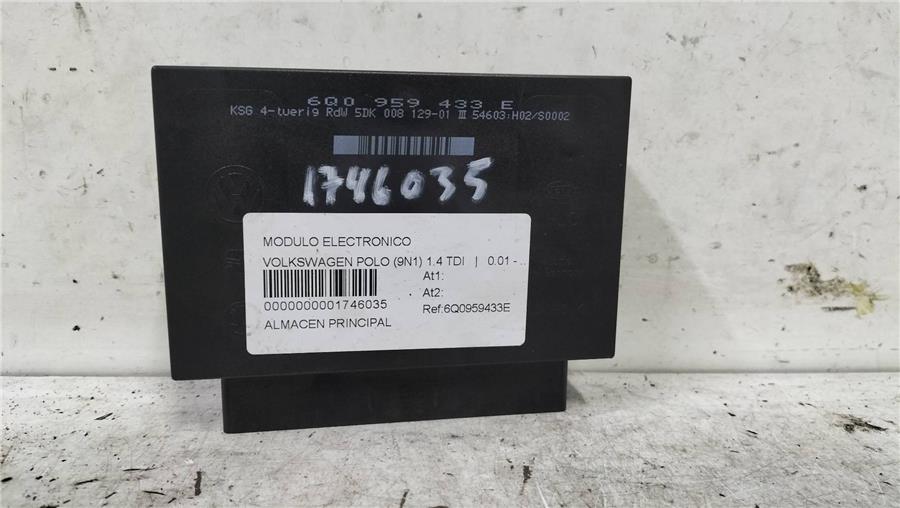 6Q0 959 433 E
KSG 4-tuerig RdW 5DK 008 129-01 III 54603:H02/S0002
1746035
MODULO ELECTRONICO
VOLKSWAGEN POLO (9N1) 1.4 TDI | 0.01 - ..
At1:
At2:
0000000001746035
Ref:6Q0959433E
ALMACEN PRINCIPAL